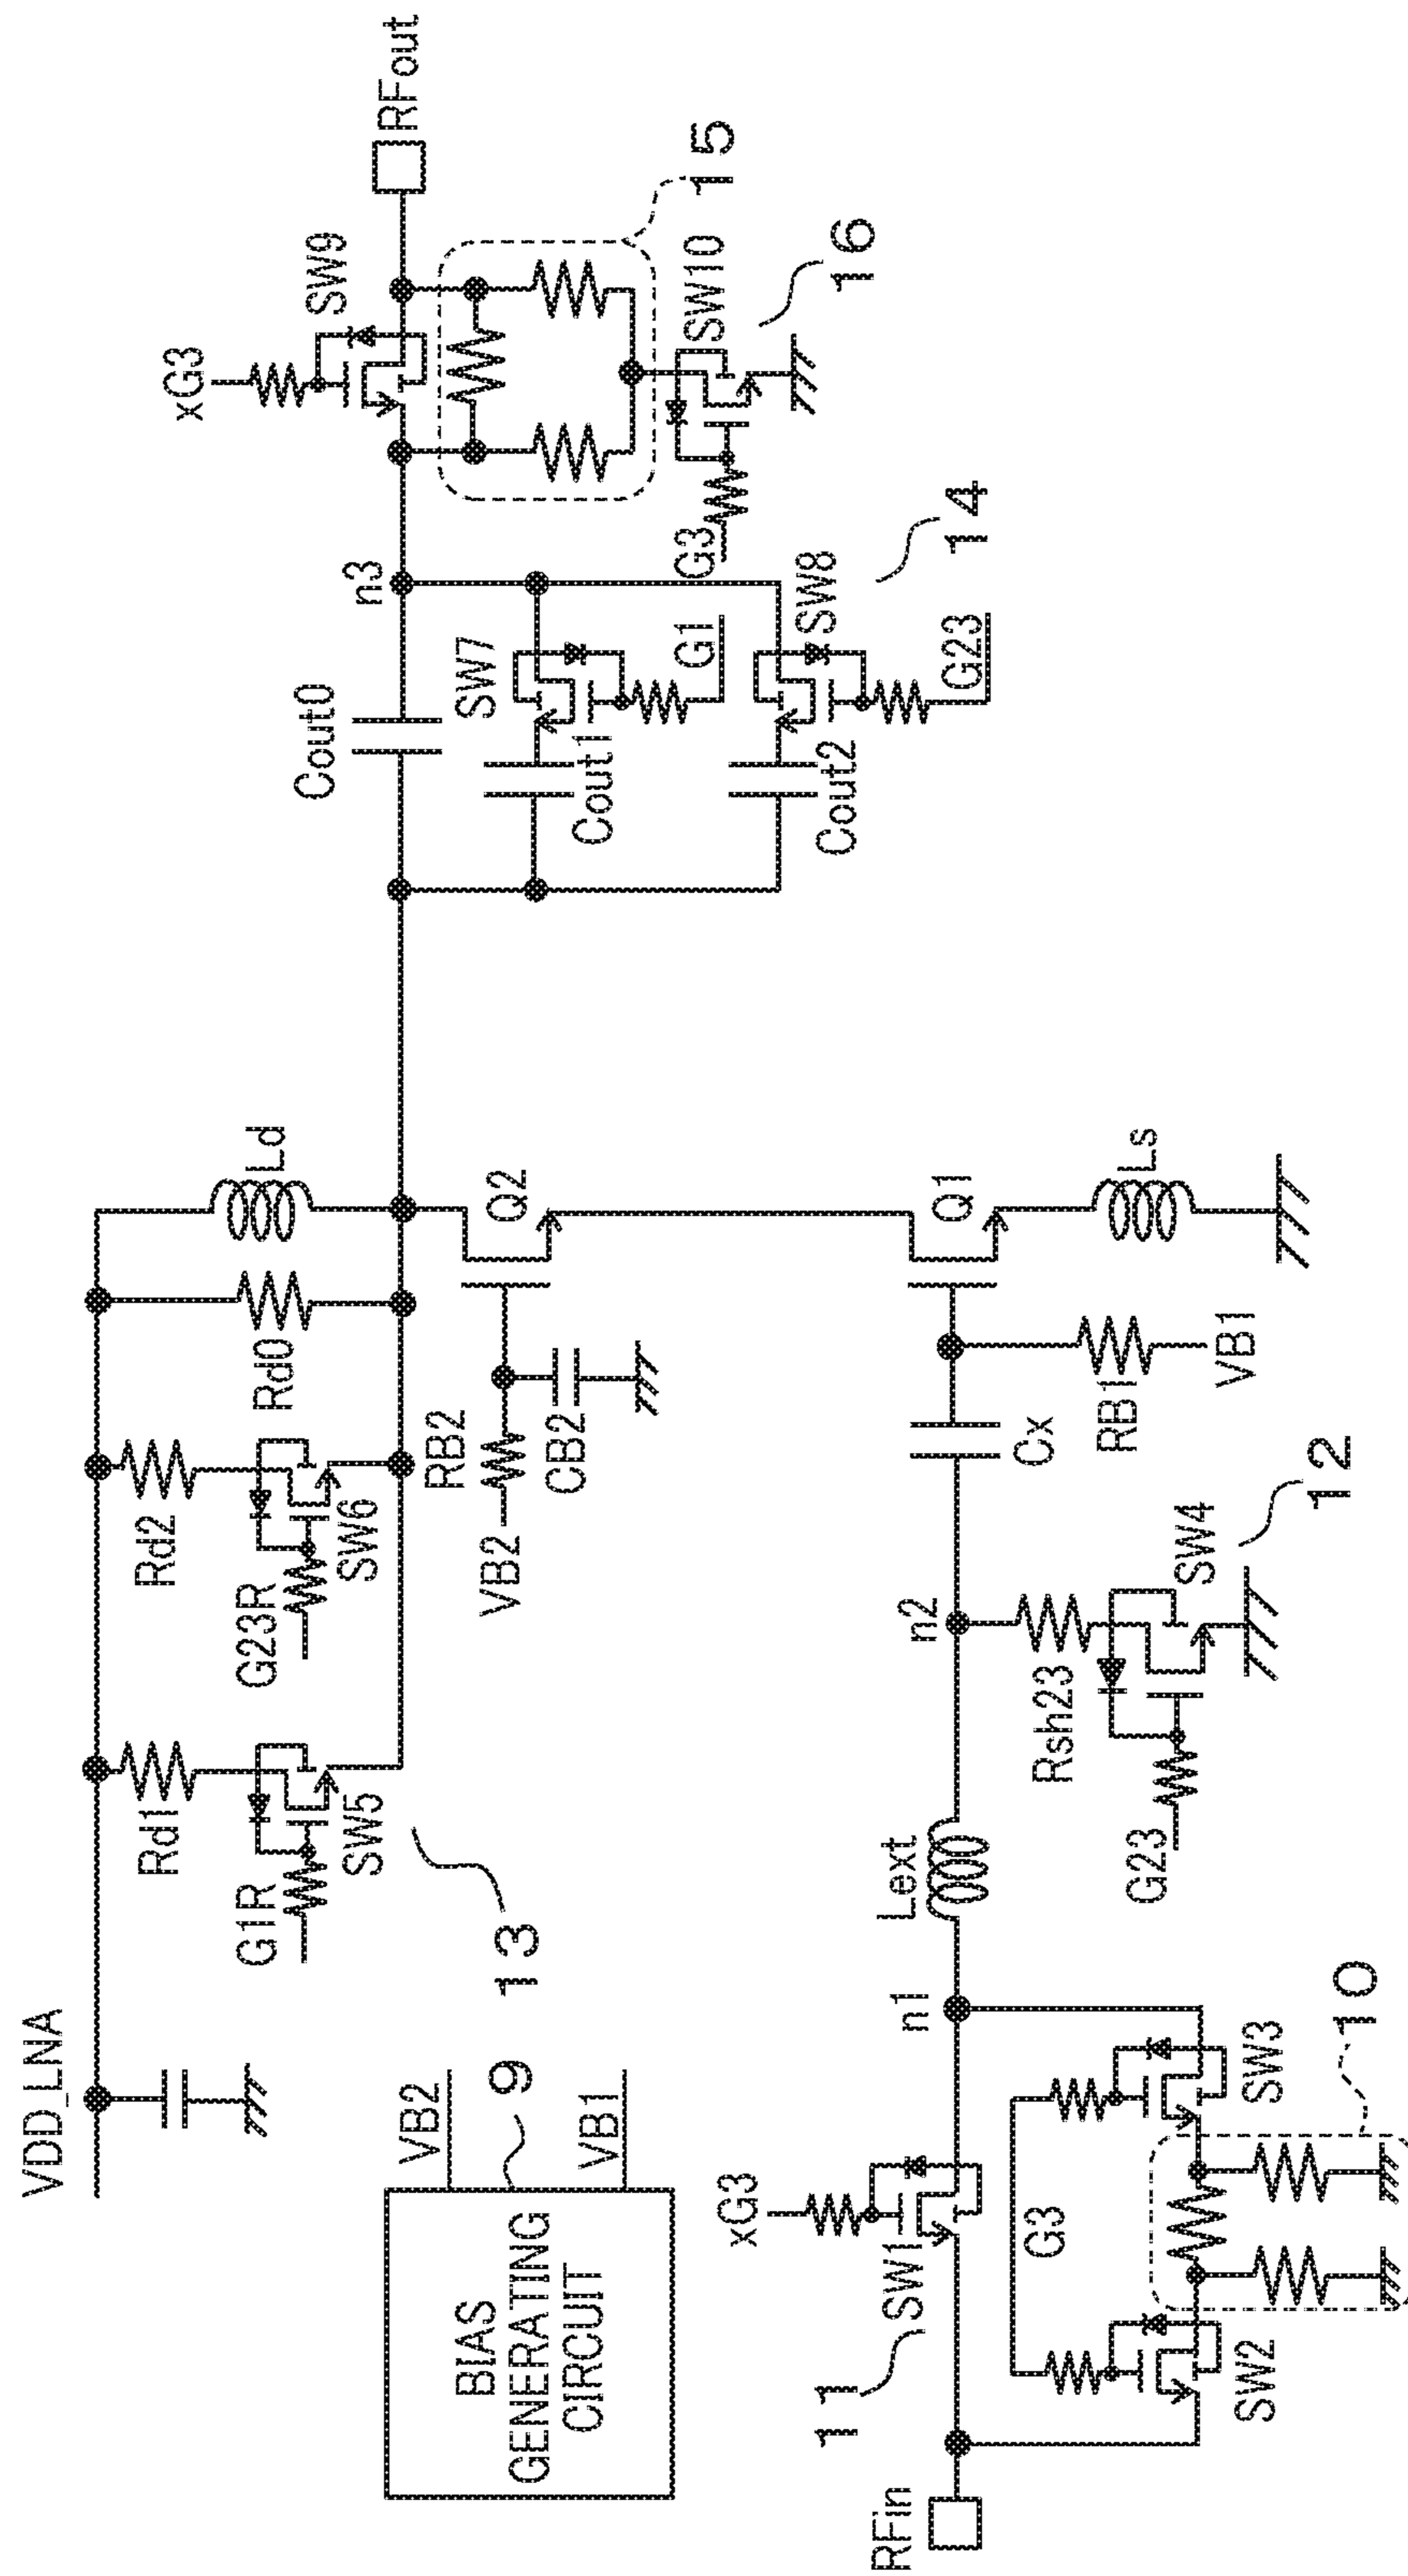 VDD_LNA
Rd1
G1R
SW5
13
Rd2
G23R
SW6
Rd0
Ld
BIAS
GENERATING
CIRCUIT
VB2
VB1
9
VB2
RB2
CB2
Q2
Cout0
n3
SW7
Cout1
G1
SW8
Cout2
G23
14
xG3
SW9
RFout
15
G3
SW10
16
RFin
11
xG3
SW1
n1
G3
SW2
SW3
10
Lext
n2
Rsh23
G23
SW4
12
Cx
RB1
VB1
Q1
Ls